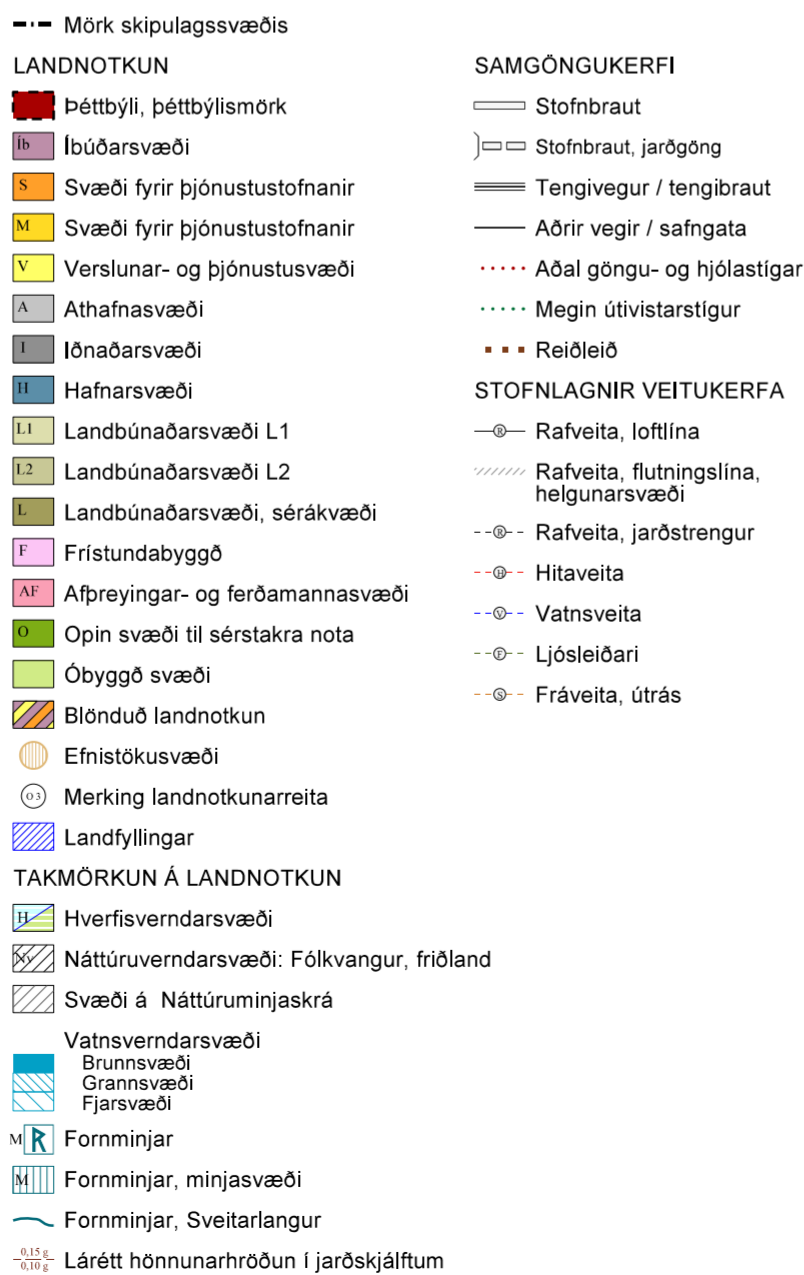 Mörk skipulagssvæðis
LANDNOTKUN
Þéttbýli, þéttbýlismörk
Íb Íbúðarsvæði
S Svæði fyrir þjónustustofnanir
M Svæði fyrir þjónustustofnanir
V Verslunar- og þjónustusvæði
A Athafnasvæði
I Iðnaðarsvæði
H Hafnarsvæði
L1 Landbúnaðarsvæði L1
L2 Landbúnaðarsvæði L2
L Landbúnaðarsvæði, sérákvæði
F Frístundabyggð
AF Afþreyingar- og ferðamannasvæði
O Opin svæði til sérstakra nota
Óbyggð svæði
Blönduð landnotkun
Efnistökusvæði
O 3 Merking landnotkunarreita
Landfyllingar
TAKMÖRKUN Á LANDNOTKUN
H Hverfisverndarsvæði
Nv Náttúruverndarsvæði: Fólkvangur, friðland
Svæði á Náttúruminjaskrá
Vatnsverndarsvæði
Brunnsvæði
Grannsvæði
Fjarsvæði
M R Fornminjar
M Fornminjar, minjasvæði
Fornminjar, Sveitarlangur
0,15 g
0,10 g Lárétt hönnunarhröðun í jarðskjálftum
SAMGÖNGUKERFI
Stofnbraut
Stofnbraut, jarðgöng
Tengivegur / tengibraut
Aðrir vegir / safngata
Aðal göngu- og hjólastígar
Megin útivistarstígur
Reiðleið
STOFNLAGNIR VEITUKERFA
R Rafveita, loftlína
Rafveita, flutningslína,
helgunarsvæði
R Rafveita, jarðstrengur
H Hitaveita
V Vatnsveita
F Ljósleiðari
S Fráveita, útrás